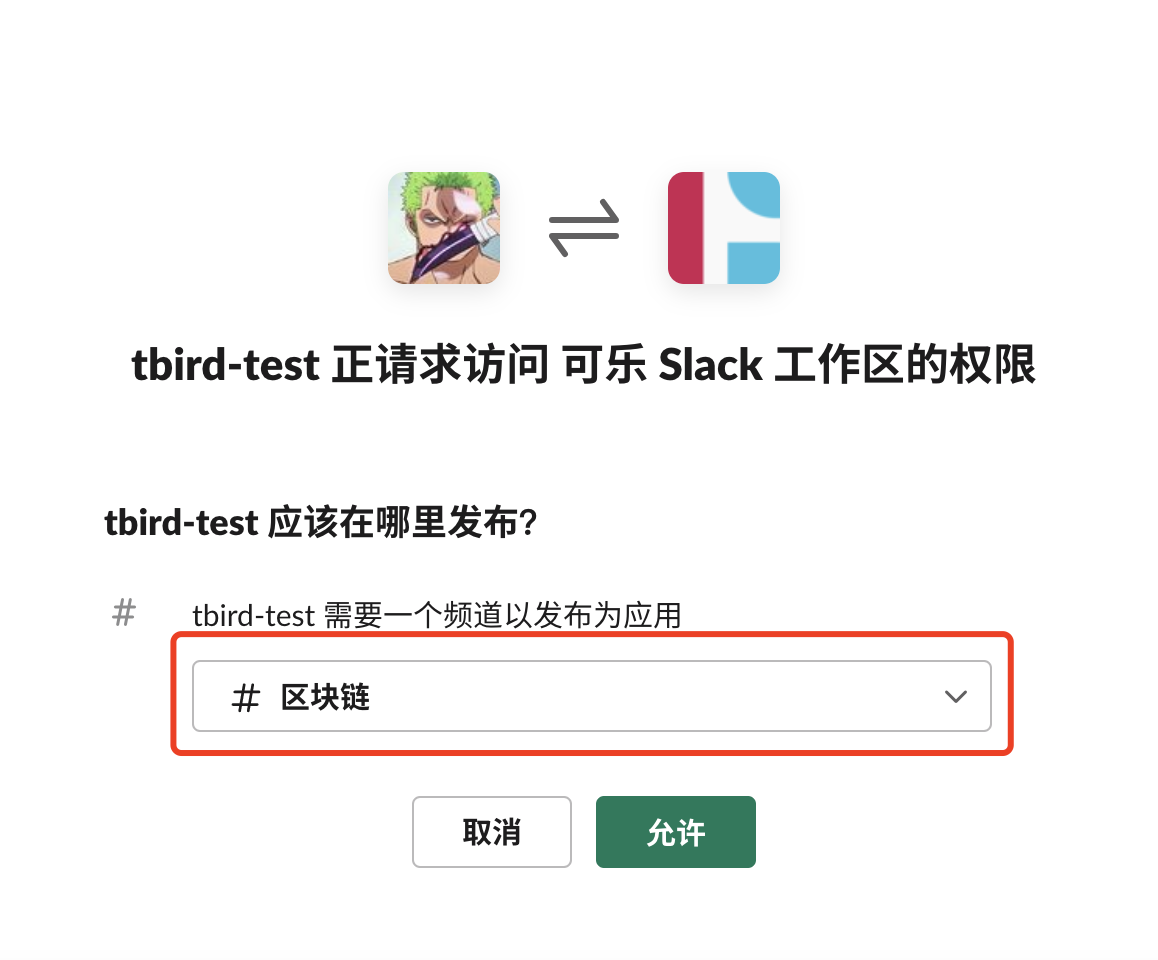 tbird-test 正请求访问 可乐 Slack 工作区的权限
tbird-test 应该在哪里发布?
# tbird-test 需要一个频道以发布为应用
# 区块链
取消 允许